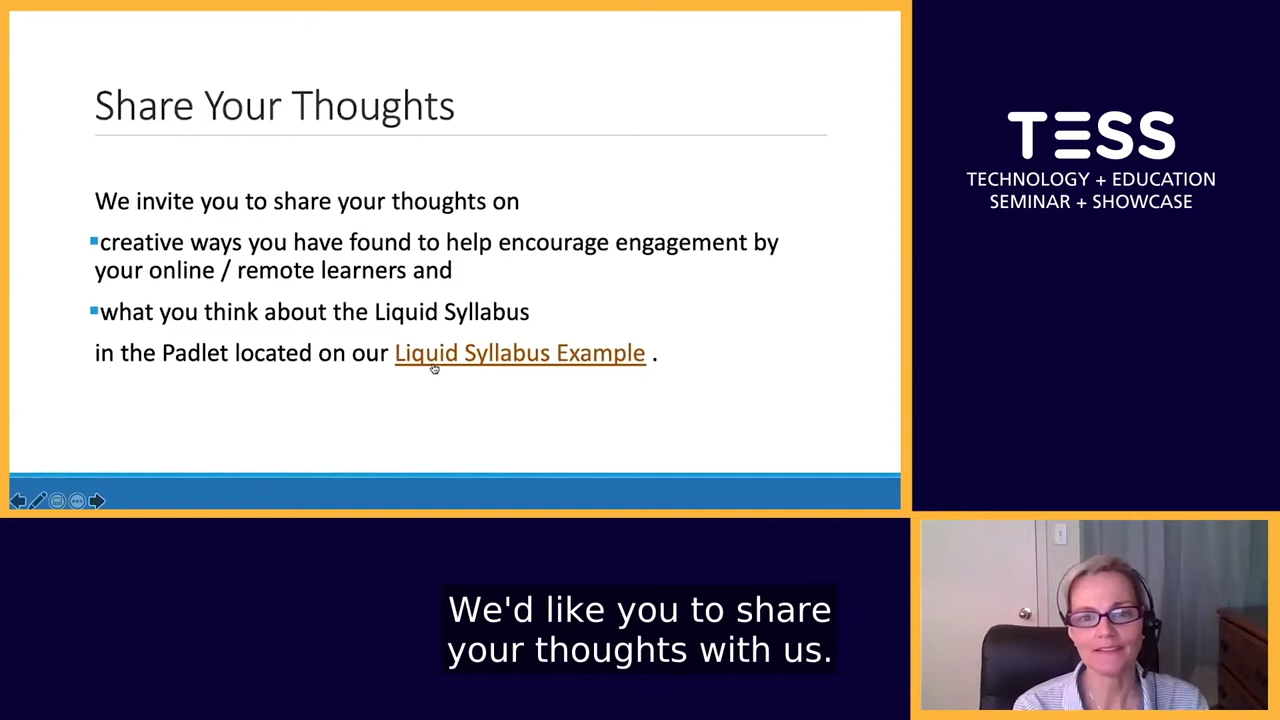 Share Your Thoughts
We invite you to share your thoughts on
creative ways you have found to help encourage engagement by
your online / remote learners and
what you think about the Liquid Syllabus
in the Padlet located on our Liquid Syllabus Example .
TESS
TECHNOLOGY + EDUCATION
SEMINAR + SHOWCASE
We'd like you to share
your thoughts with us.